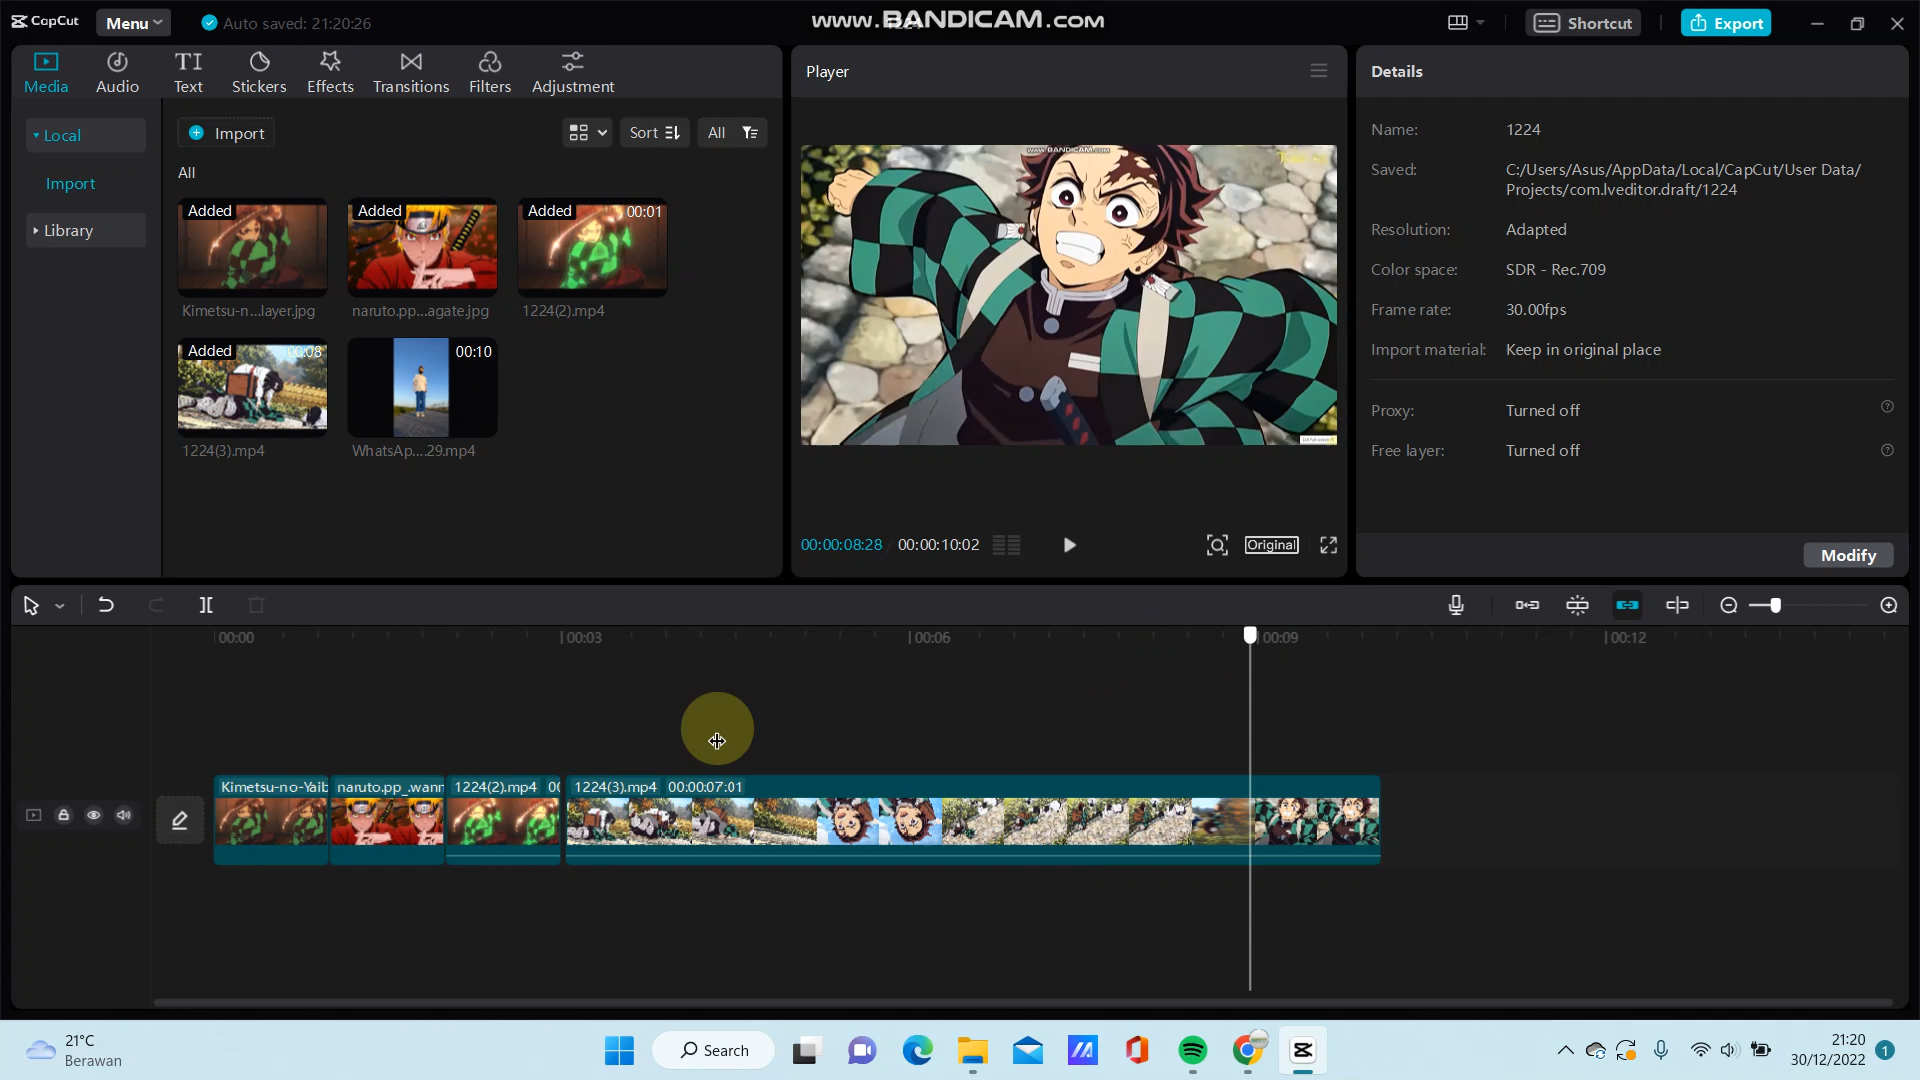 CapCut
Menu
Auto saved: 21:20:26
www.BANDICAM.com
Shortcut
Export
Media
Audio
TI
Text
Stickers
Effects
Transitions
Filters
Adjustment
Player
Details
Local
Import
Library
Import
Sort
All
All
Added
Added
Added
00:01
Kimetsu-n...layer.jpg
naruto.pp...agate.jpg
1224(2).mp4
Added
00:08
00:10
1224(3).mp4
WhatsAp....29.mp4
www.BANDICAM.com
00:00:08:28
00:00:10:02
Original
Name: 1224
Saved: C:/Users/Asus/AppData/Local/CapCut/User Data/
Projects/com.lveditor.draft/1224
Resolution: Adapted
Color space: SDR - Rec.709
Frame rate: 30.00fps
Import material: Keep in original place
Proxy: Turned off
Free layer: Turned off
Modify
00:00
00:03
00:06
00:09
00:12
Kimetsu-no-Yaib
naruto.pp_wann
1224(2).mp4 00
1224(3).mp4 00:00:07:01
21°C
Berawan
Search
21:20
30/12/2022
1